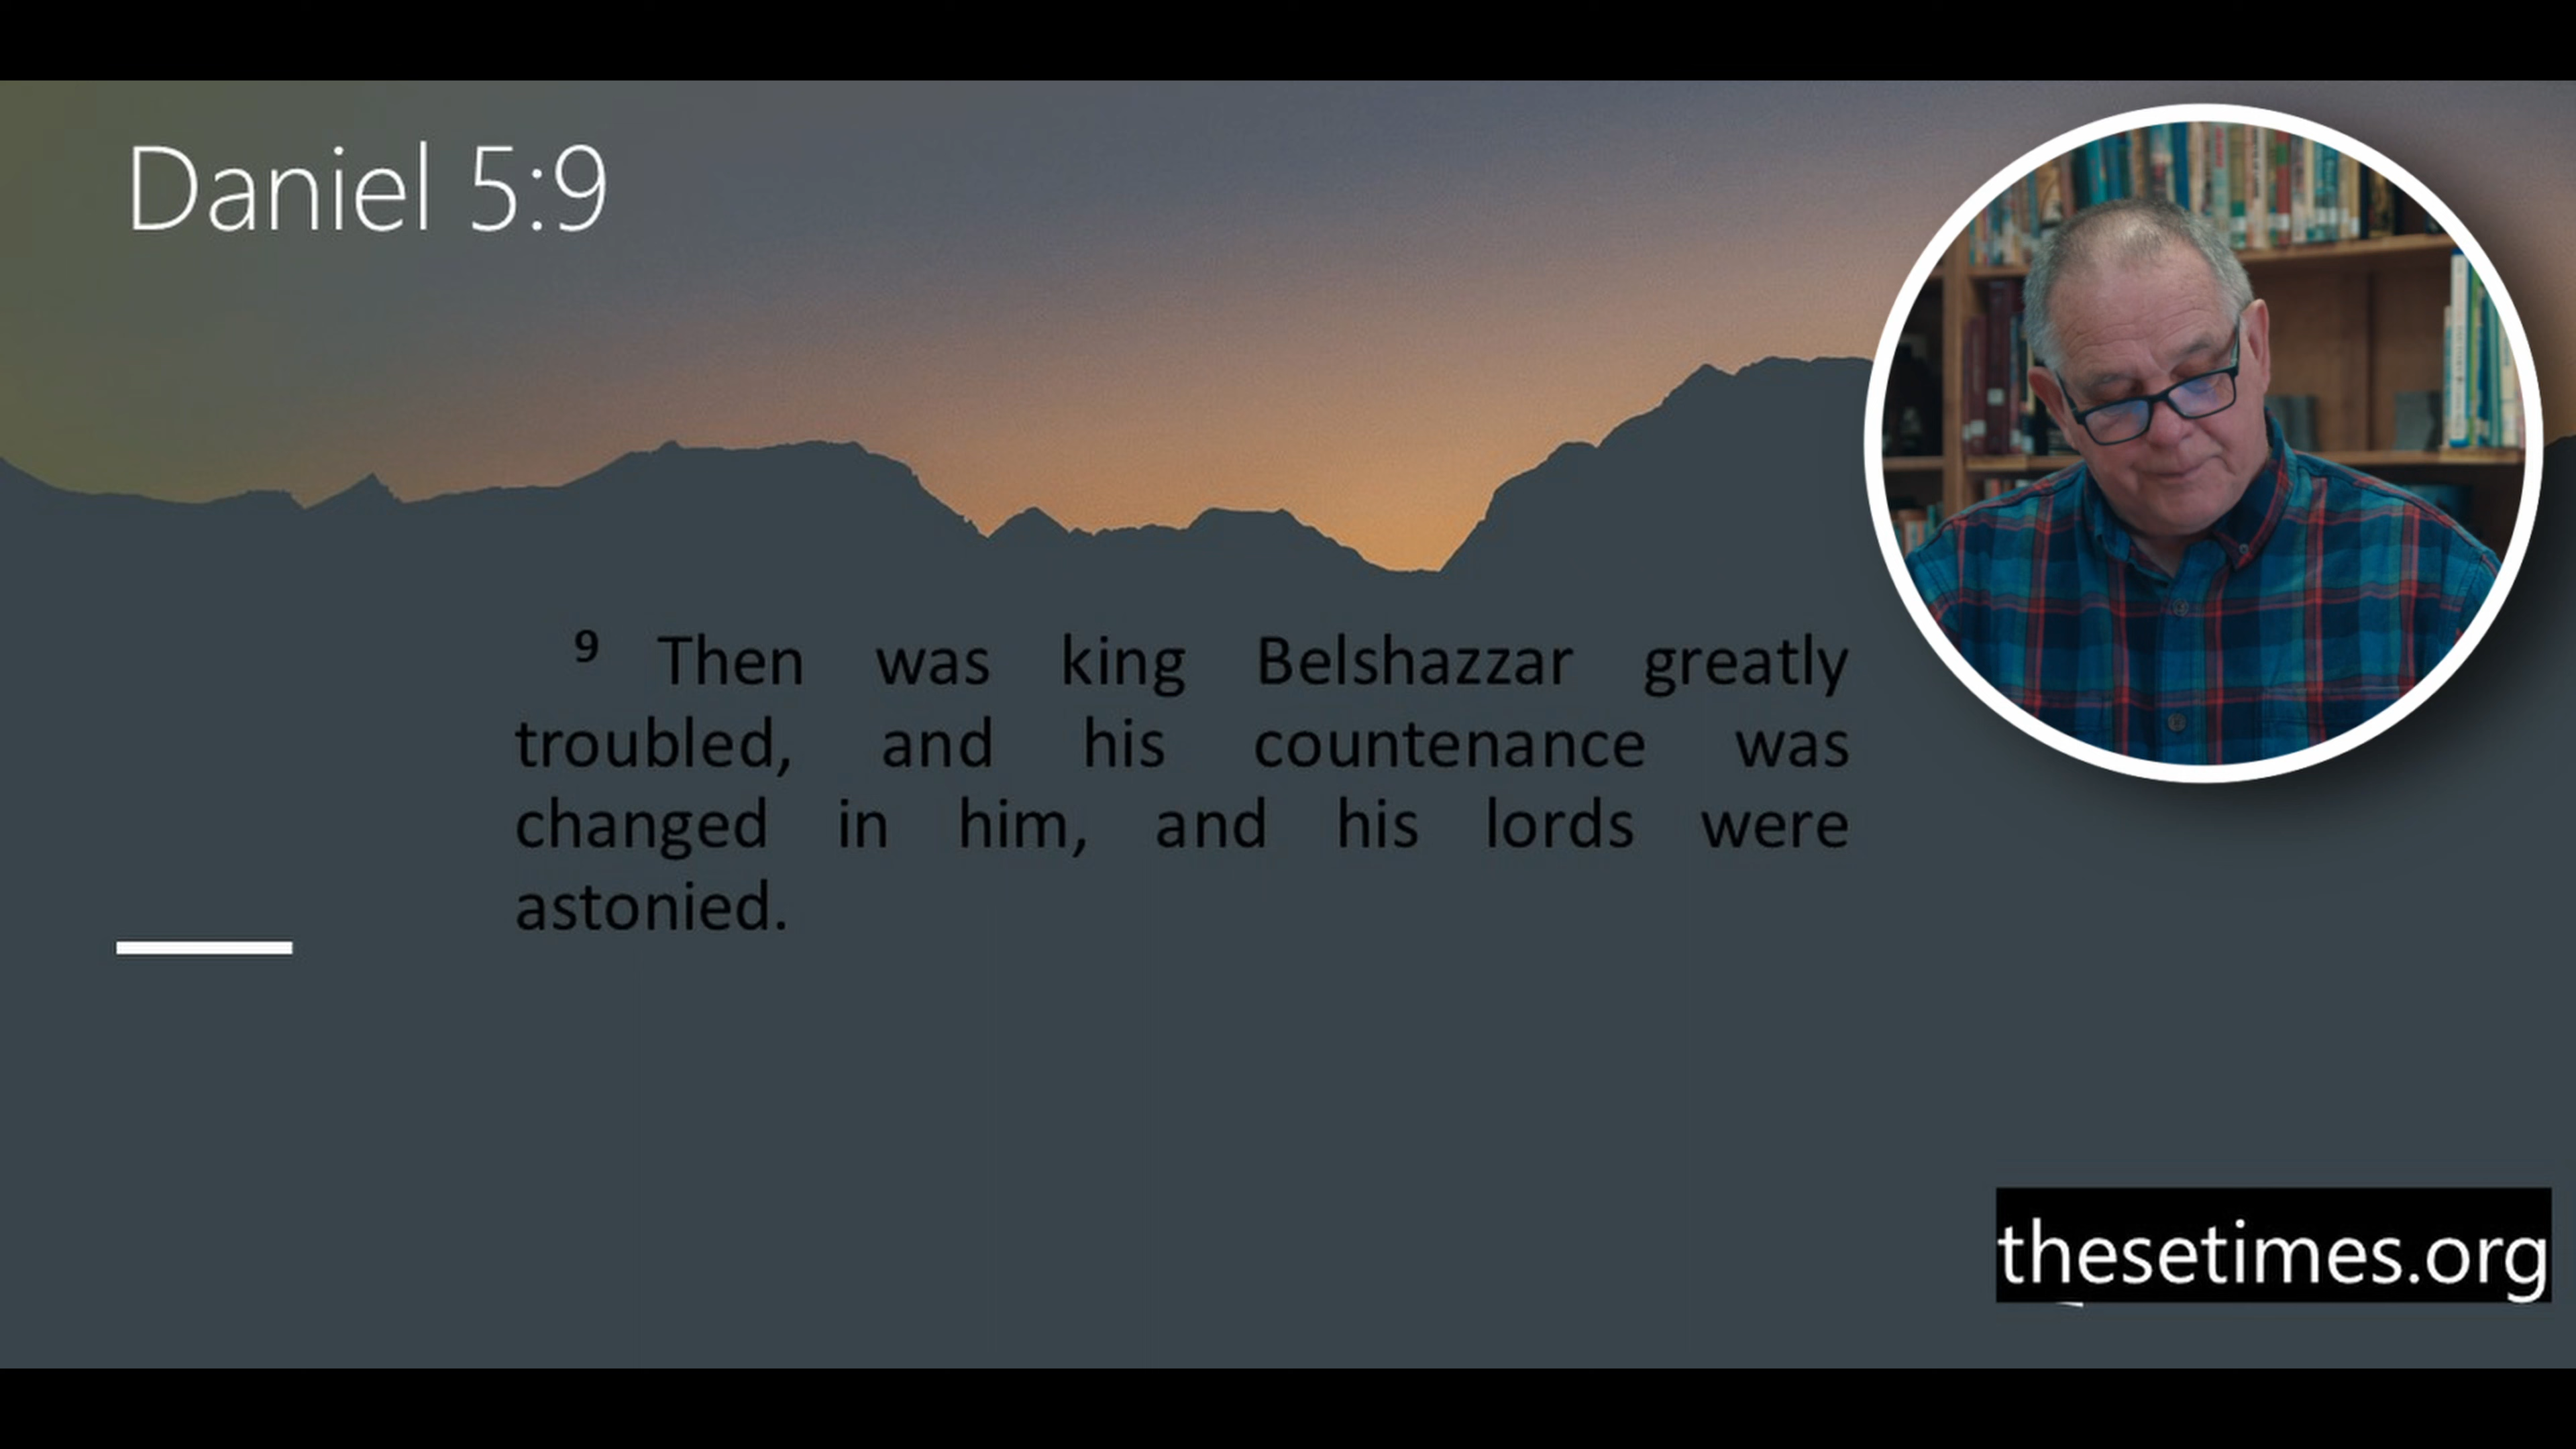 Daniel 5:9
9 Then was king Belshazzar greatly
troubled, and his countenance was
changed in him, and his lords were
astonied.
thesetimes.org